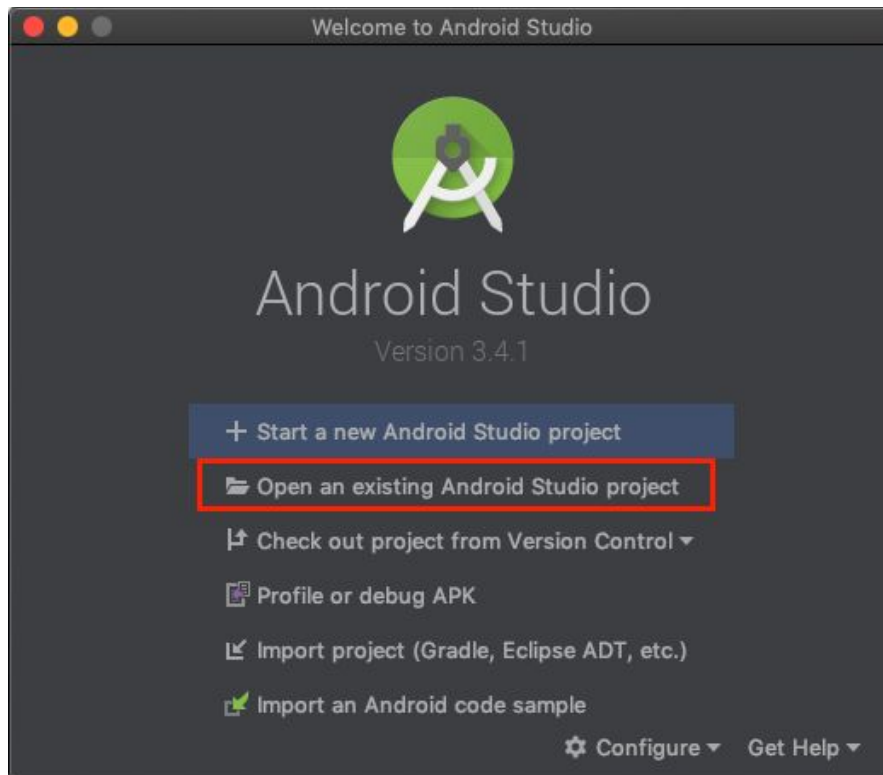 Welcome to Android Studio
Android Studio
Version 3.4.1
Start a new Android Studio project
Open an existing Android Studio project
Check out project from Version Control
Profile or debug APK
Import project (Gradle, Eclipse ADT, etc.)
Import an Android code sample
Configure Get Help